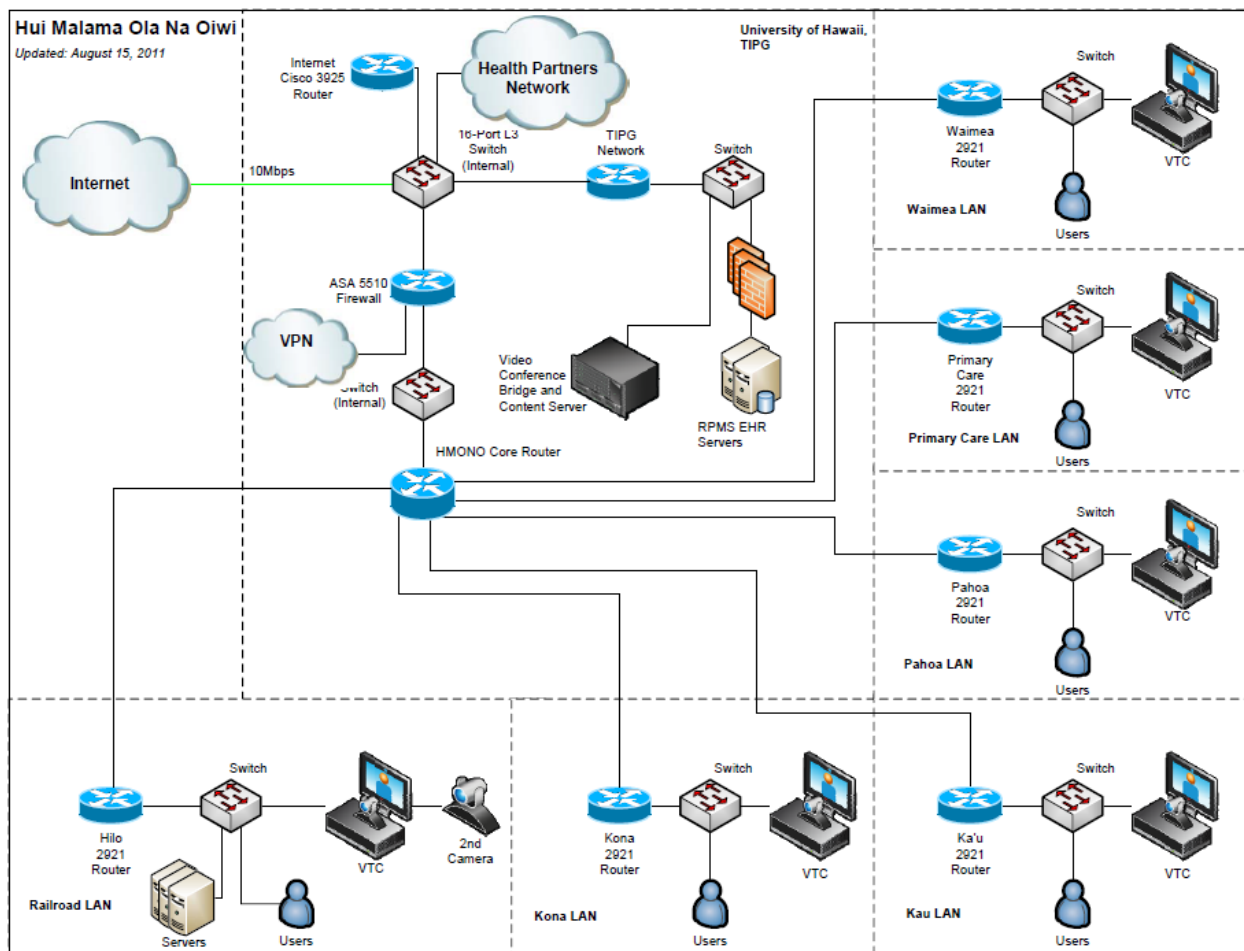 Hui Malama Ola Na Oiwi
Updated: August 15, 2011
University of Hawaii,
TIPG
Internet
Cisco 3925
Router
Health Partners
Network
16-Port L3
Switch
(Internal)
TIPG
Network
Switch
Internet
10Mbps
ASA 5510
Firewall
VPN
Switch
(Internal)
Video
Conference
Bridge and
Content Server
RPMS EHR
Servers
HMONO Core Router
Switch
Waimea
2921
Router
VTC
Waimea LAN
Users
Switch
Primary
Care
2921
Router
VTC
Primary Care LAN
Users
Switch
Pahoa
2921
Router
VTC
Pahoa LAN
Users
Switch
Hilo
2921
Router
VTC
2nd
Camera
Railroad LAN
Servers
Users
Switch
Kona
2921
Router
VTC
Kona LAN
Users
Switch
Ka'u
2921
Router
VTC
Kau LAN
Users